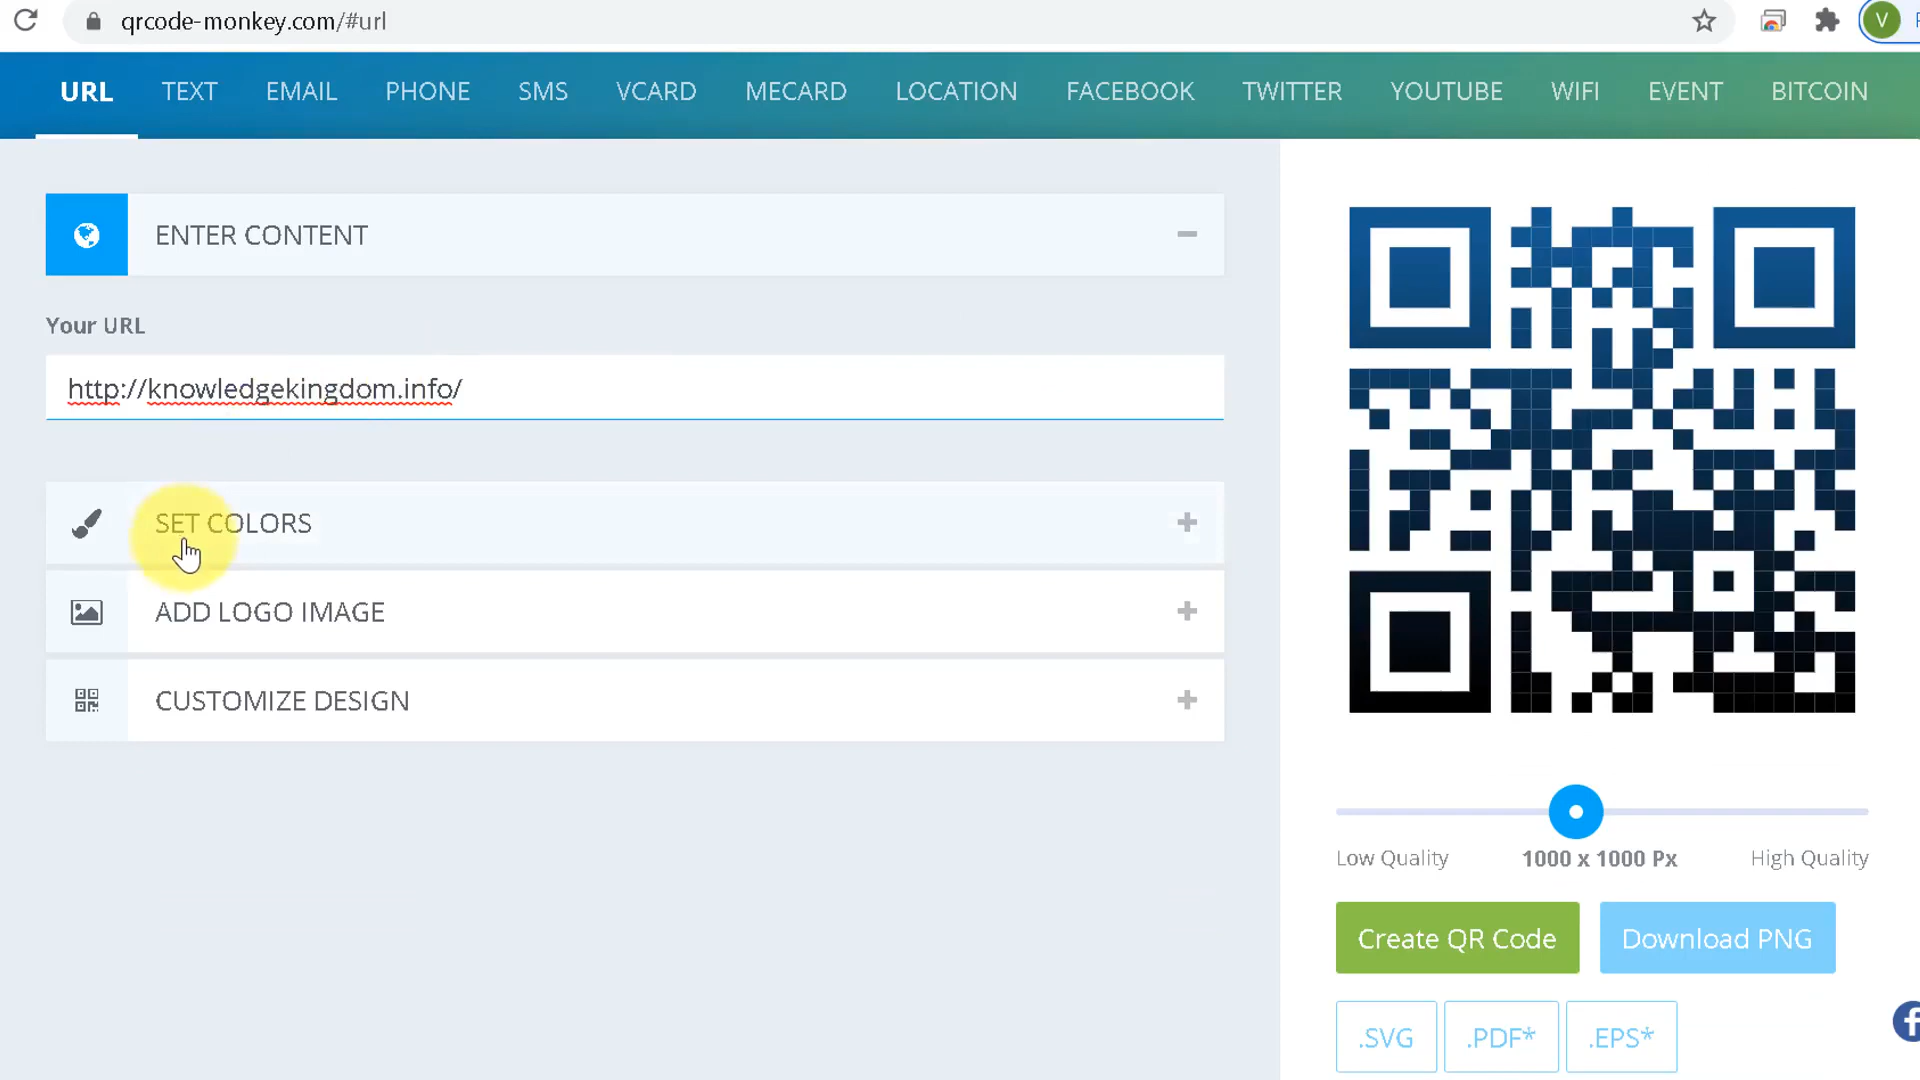 qrcode-monkey.com/#url
V
URL TEXT EMAIL PHONE SMS VCARD MECARD LOCATION FACEBOOK TWITTER YOUTUBE WIFI EVENT BITCOIN
ENTER CONTENT
Your URL
http://knowledgekingdom.info/
SET COLORS
ADD LOGO IMAGE
CUSTOMIZE DESIGN
Low Quality 1000 x 1000 Px High Quality
Create QR Code Download PNG
.SVG .PDF* .EPS*